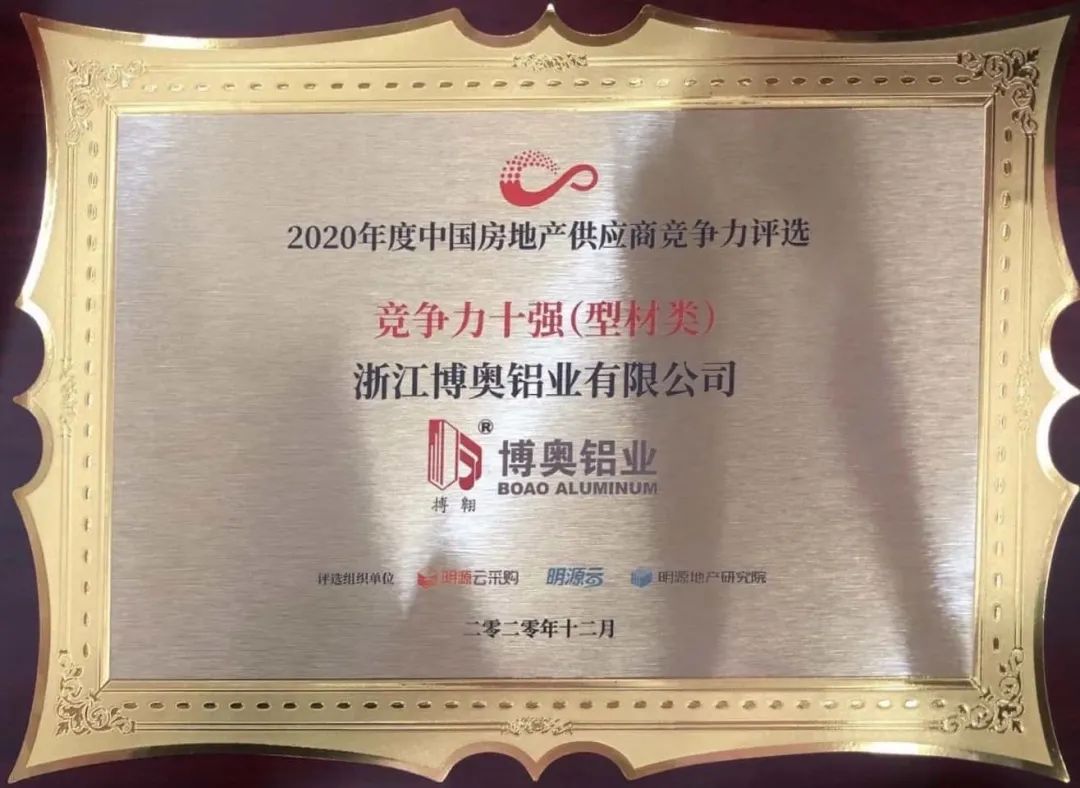 2020年度中国房地产供应商竞争力评选
竞争力十强(型材类)
浙江博奥铝业有限公司
®
博奥铝业
BOAO ALUMINUM
搏翱
评选组织单位 明源云采购 明源云 明源地产研究院
二零二零年十二月